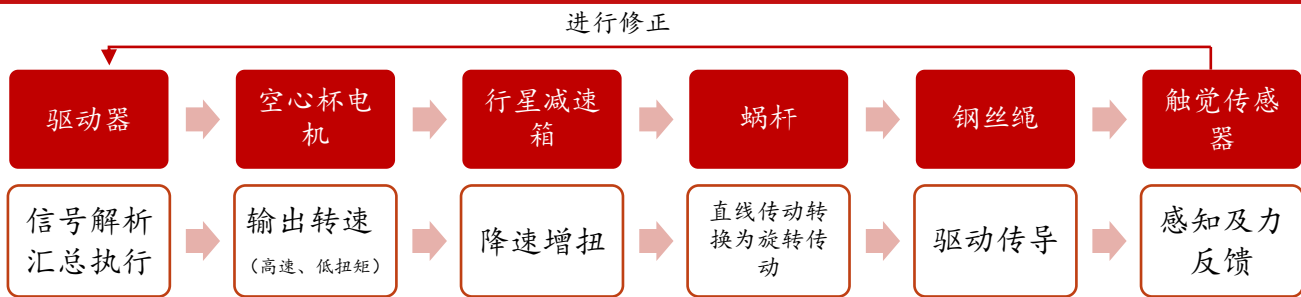 进行修正
驱动器
空心杯电
机
行星减速
箱
蜗杆
钢丝绳
触觉传感
器
信号解析
汇总执行
输出转速
（高速、低扭矩）
降速增扭
直线传动转
换为旋转传
动
驱动传导
感知及力
反馈